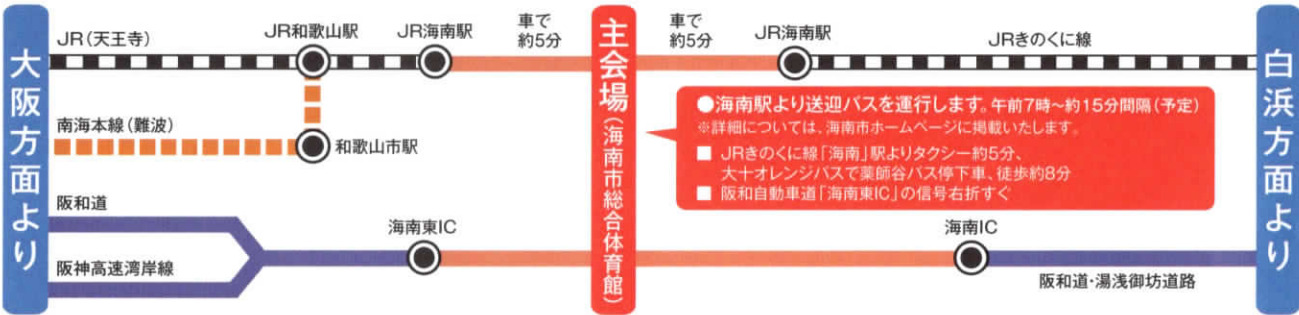 大阪方面より
JR(天王寺)
JR和歌山駅
JR海南駅
車で
約5分
南海本線(難波)
和歌山市駅
阪和道
阪神高速湾岸線
海南東IC
主会場(海南市総合体育館)
車で
約5分
JR海南駅
JRきのくに線
●海南駅より送迎バスを運行します。午前7時～約15分間隔(予定)
※詳細については、海南市ホームページに掲載いたします。
■ JRきのくに線「海南」駅よりタクシー約5分、
大十オレンジバスで薬師谷バス停下車、徒歩約8分
■ 阪和自動車道「海南東IC」の信号右折すぐ
海南IC
阪和道・湯浅御坊道路
白浜方面より